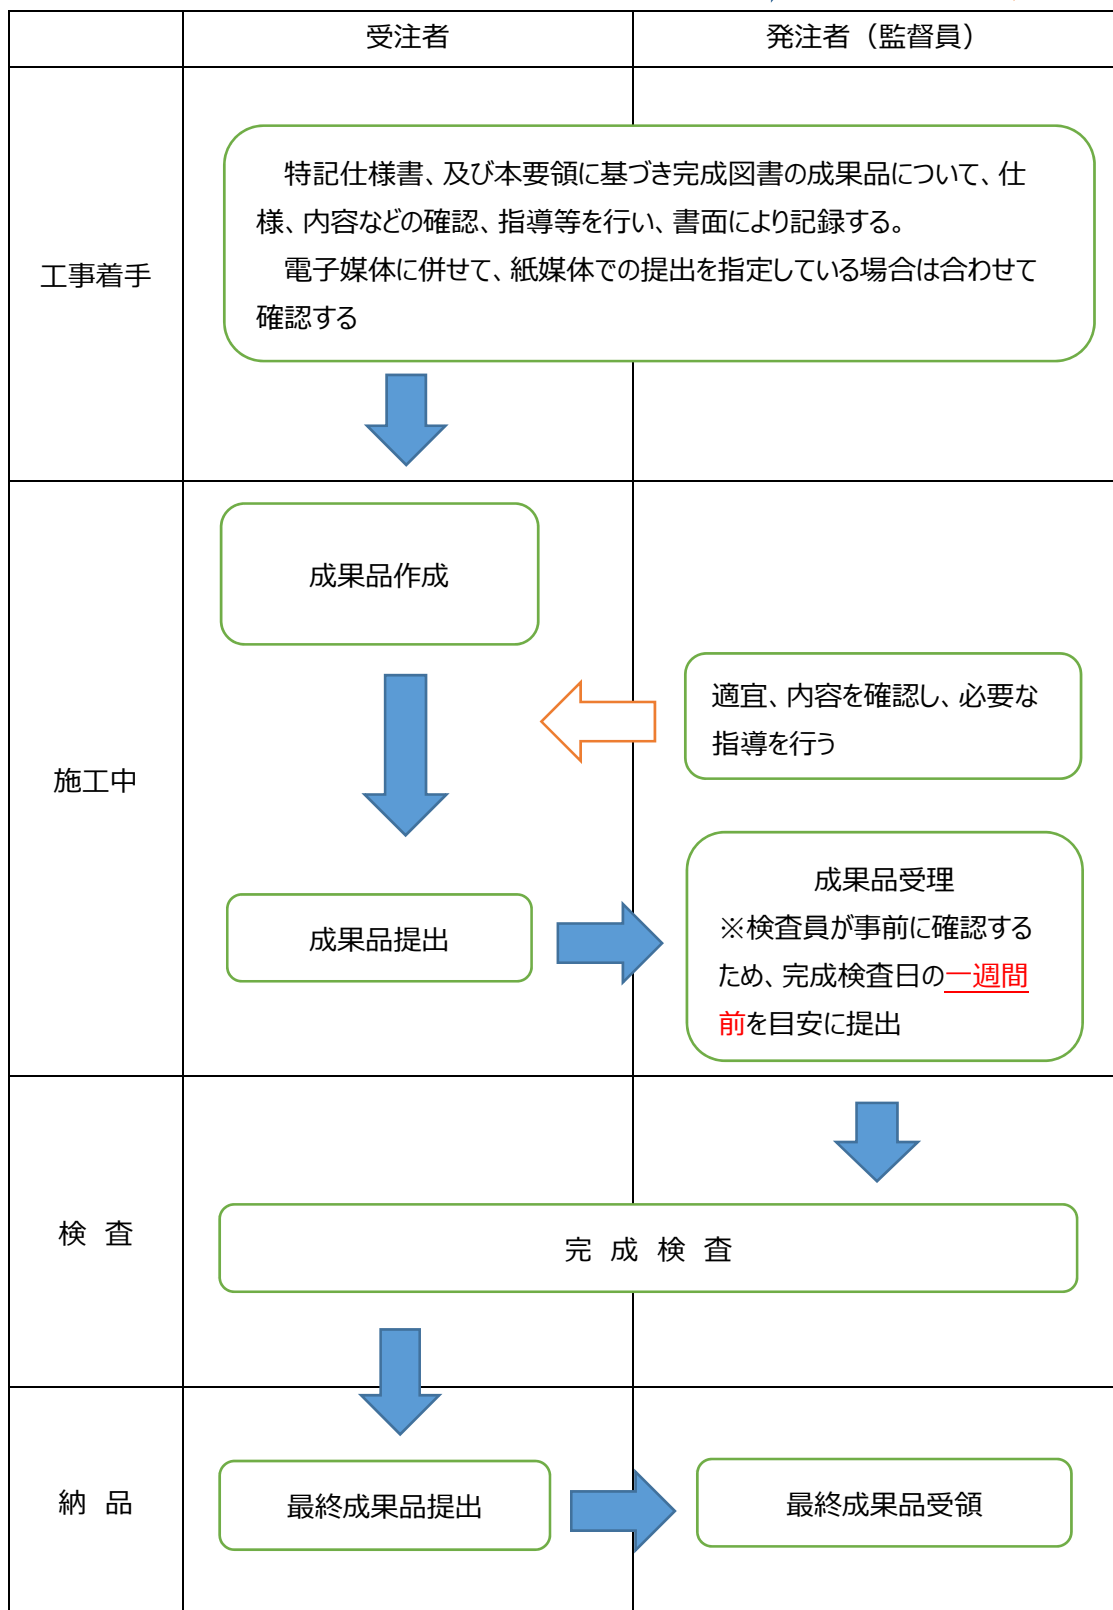 受注者
発注者（監督員）
工事着手
特記仕様書、及び本要領に基づき完成図書の成果品について、仕
様、内容などの確認、指導等を行い、書面により記録する。
電子媒体に併せて、紙媒体での提出を指定している場合は合わせて
確認する
施工中
成果品作成
適宜、内容を確認し、必要な
指導を行う
成果品提出
成果品受理
※検査員が事前に確認する
ため、完成検査日の一週間
前を目安に提出
検 査
完 成 検 査
納 品
最終成果品提出
最終成果品受領